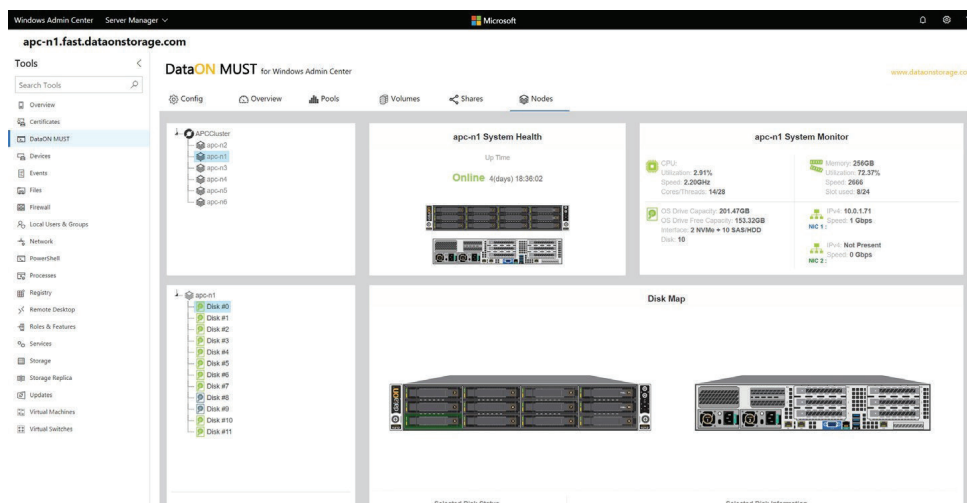 Windows Admin Center Server Manager
Microsoft
apc-n1.fast.dataonstorage.com
Tools
Search Tools
Overview
Certificates
DataON MUST
Devices
Events
Files
Firewall
Local Users & Groups
Network
PowerShell
Processes
Registry
Remote Desktop
Roles & Features
Services
Storage
Storage Replica
Updates
Virtual Machines
Virtual Switches
DataON MUST for Windows Admin Center
www.dataonstorage.co
Config Overview Pools Volumes Shares Nodes
APCCluster
apc-n2
apc-n1
apc-n3
apc-n4
apc-n5
apc-n6
apc-n1 System Health
Up Time
Online 4(days) 18:36:02
apc-n1 System Monitor
CPU:
Utilization: 2.91%
Speed: 2.20GHz
Cores/Threads: 14/28
Memory: 256GB
Utilization: 72.37%
Speed: 2666
Slot used: 8/24
OS Drive Capacity: 201.47GB
OS Drive Free Capacity: 153.32GB
Interface: 2 NVMe + 10 SAS/HDD
Disk: 10
IPv4: 10.0.1.71
Speed: 1 Gbps
NIC 1 :
IPv4: Not Present
Speed: 0 Gbps
NIC 2 :
apc-n1
Disk #0
Disk #1
Disk #2
Disk #3
Disk #4
Disk #5
Disk #6
Disk #7
Disk #8
Disk #9
Disk #10
Disk #11
Disk Map
dataON
Selected Disk Status
Selected Disk Information